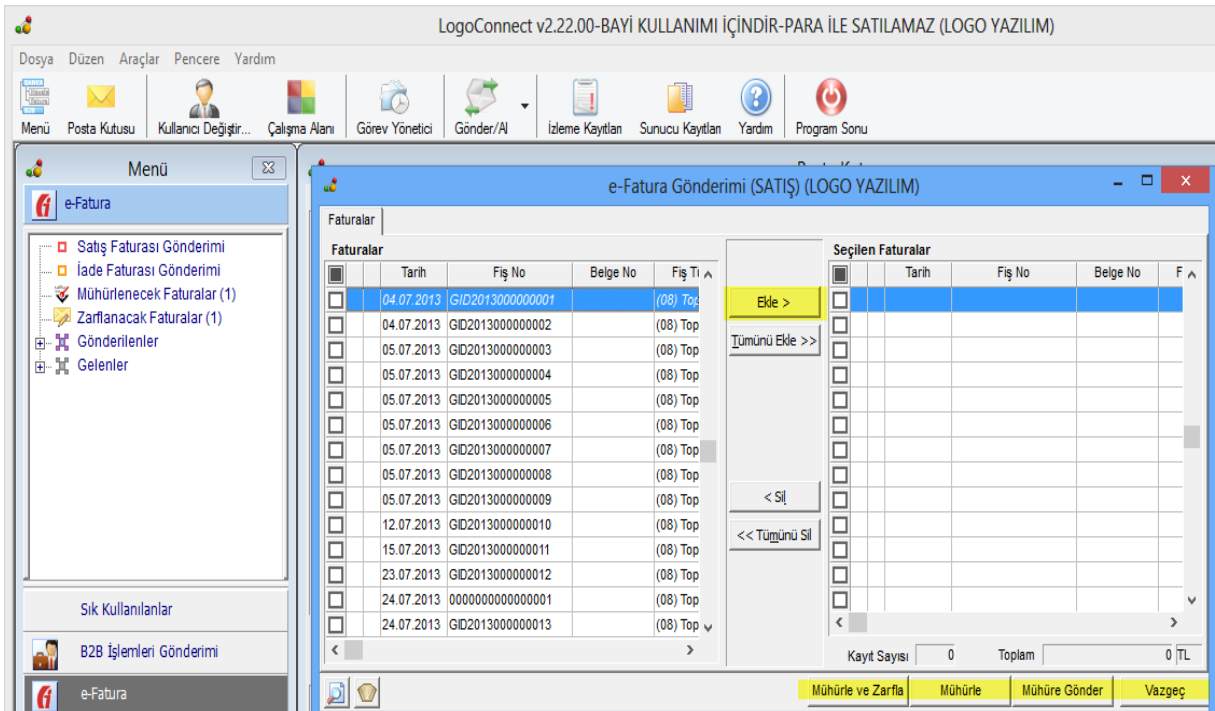 LogoConnect v2.22.00-BAYİ KULLANIMI İÇİNDİR-PARA İLE SATILAMAZ (LOGO YAZILIM)
Dosya Düzen Araçlar Pencere Yardım
Menü Posta Kutusu Kullanıcı Değiştir... Çalışma Alanı Görev Yönetici Gönder/Al İzleme Kayıtları Sunucu Kayıtları Yardım Program Sonu
Menü
e-Fatura
Satış Faturası Gönderimi
İade Faturası Gönderimi
Mühürlenecek Faturalar (1)
Zarflanacak Faturalar (1)
Gönderilenler
Gelenler
Sık Kullanılanlar
B2B İşlemleri Gönderimi
e-Fatura
e-Fatura Gönderimi (SATIŞ) (LOGO YAZILIM)
Faturalar
Faturalar
Tarih Fiş No Belge No Fiş
04.07.2013 GID2013000000001 (08) Top
04.07.2013 GID2013000000002 (08) Top
05.07.2013 GID2013000000003 (08) Top
05.07.2013 GID2013000000004 (08) Top
05.07.2013 GID2013000000005 (08) Top
05.07.2013 GID2013000000006 (08) Top
05.07.2013 GID2013000000007 (08) Top
05.07.2013 GID2013000000008 (08) Top
05.07.2013 GID2013000000009 (08) Top
12.07.2013 GID2013000000010 (08) Top
15.07.2013 GID2013000000011 (08) Top
23.07.2013 GID2013000000012 (08) Top
24.07.2013 0000000000000001 (08) Top
24.07.2013 GID2013000000013 (08) Top
Ekle >
Tümünü Ekle >>
< Sil
<< Tümünü Sil
Seçilen Faturalar
Tarih Fiş No Belge No F
Kayıt Sayısı 0 Toplam 0 TL
Mühürle ve Zarfla Mühürle Mühüre Gönder Vazgeç